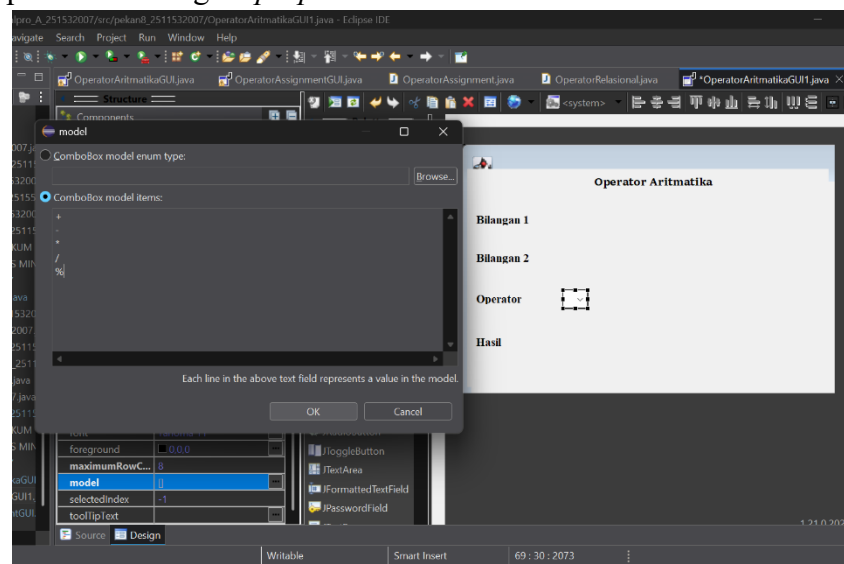 alpro_A_251532007/src/pekan8_2511532007/OperatorAritmatikaGUI1.java - Eclipse IDE
avigate Search Project Run Window Help
OperatorAritmatikaGUI.java OperatorAssignmentGUI.java OperatorAssignment.java OperatorRelasional.java *OperatorAritmatikaGUI1.java
Structure
Components
<system>
model
ComboBox model enum type:
Browse...
ComboBox model items:
+
-
*
/
%
Each line in the above text field represents a value in the model.
OK Cancel
Operator Aritmatika
Bilangan 1
Bilangan 2
Operator
Hasil
foreground 0,0,0
maximumRowC... 8
model []
selectedIndex -1
toolTipText
JToggleButton
JTextArea
JFormattedTextField
JPasswordField
Source Design
Writable Smart Insert 69 : 30 : 2073